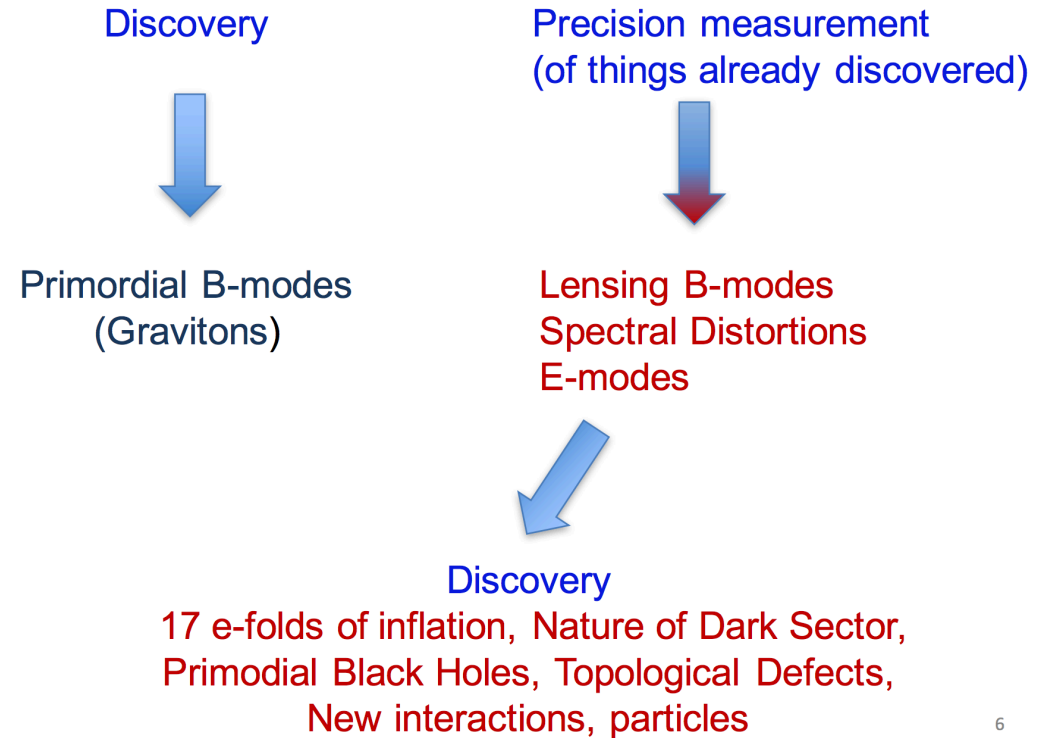 Discovery
Precision measurement
(of things already discovered)
Primordial B-modes
(Gravitons)
Lensing B-modes
Spectral Distortions
E-modes
Discovery
17 e-folds of inflation, Nature of Dark Sector,
Primodial Black Holes, Topological Defects,
New interactions, particles
6